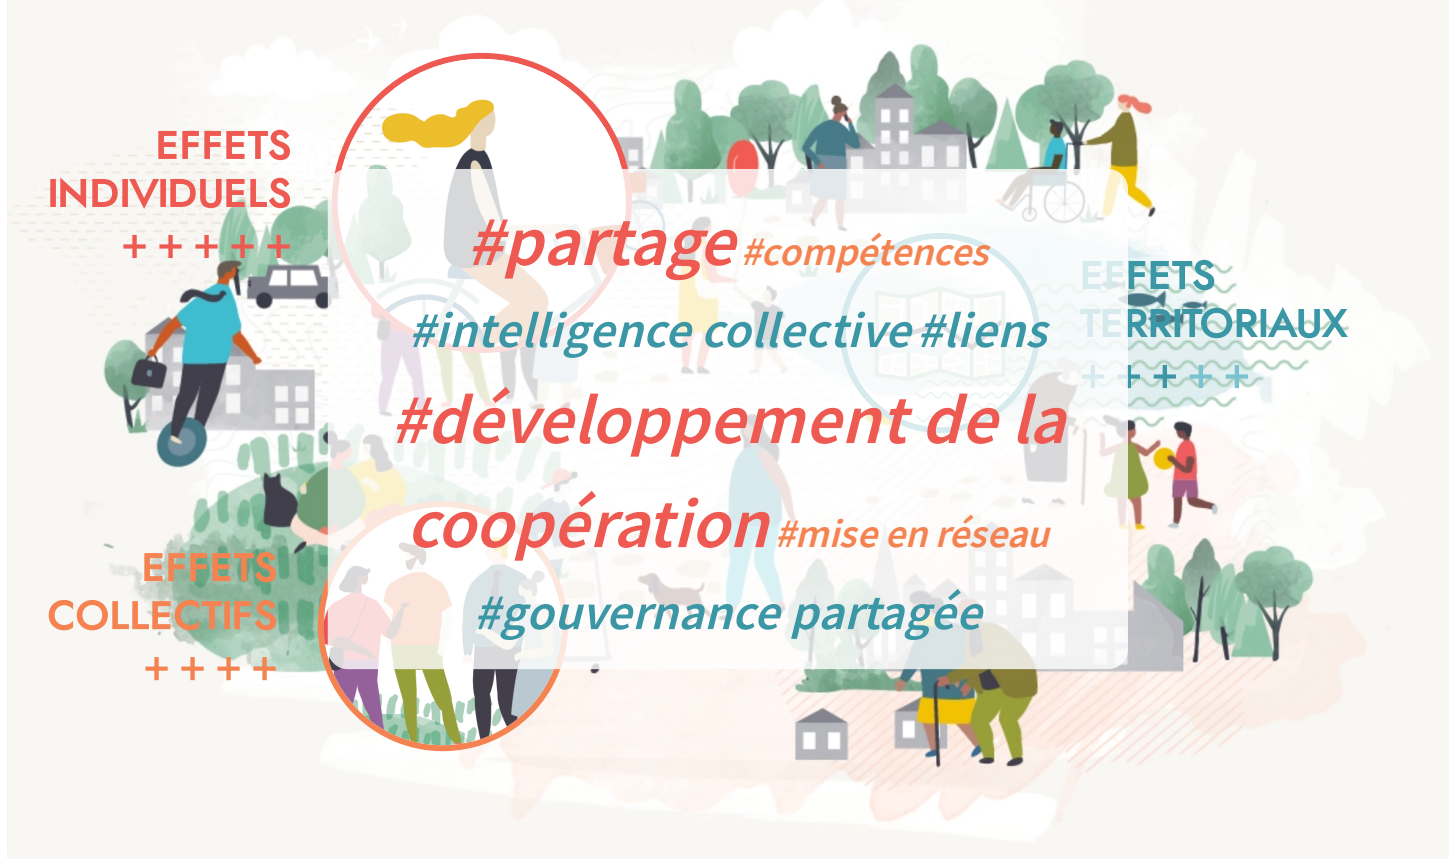 EFFETS
INDIVIDUELS
+ + + + +
#partage #compétences
#intelligence collective #liens
#développement de la
coopération #mise en réseau
#gouvernance partagée
EFFETS
TERRITORIAUX
+ + + + +
EFFETS
COLLECTIFS
+ + + +